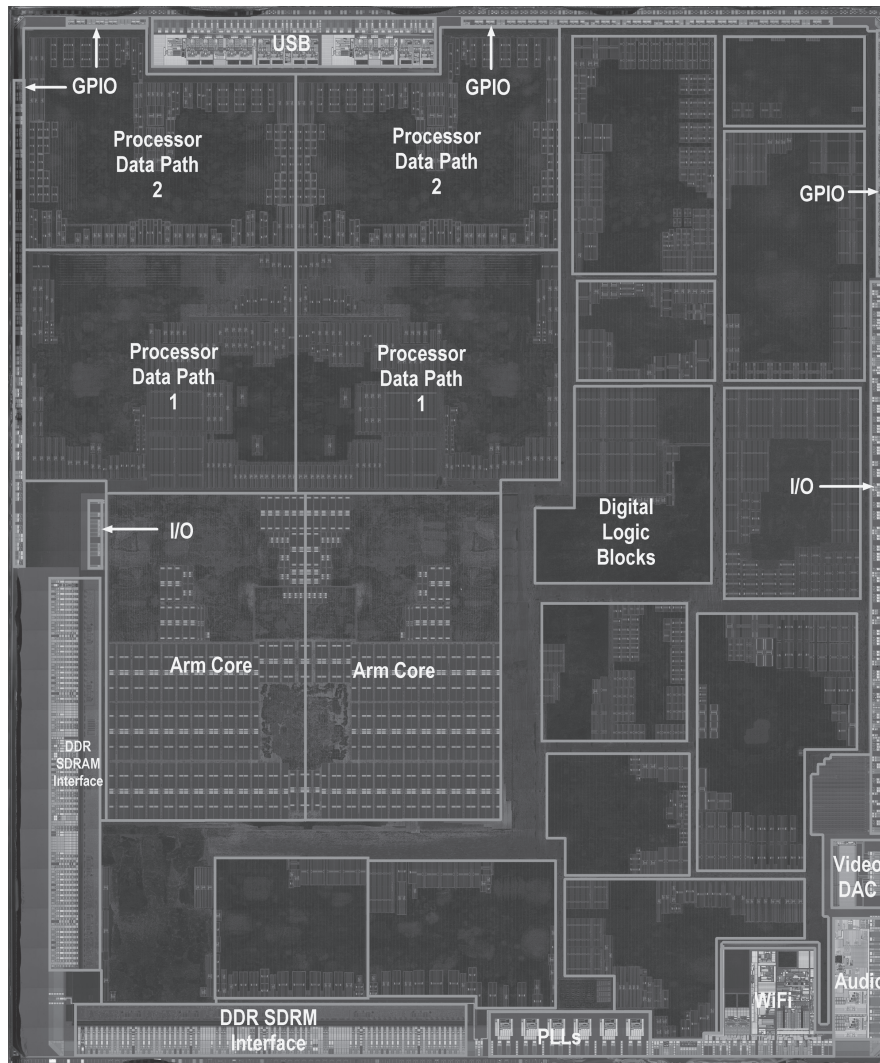 USB
GPIO
GPIO
Processor
Data Path
2
Processor
Data Path
2
GPIO
Processor
Data Path
1
Processor
Data Path
1
I/O
I/O
Digital
Logic
Blocks
Arm Core
Arm Core
DDR
SDRAM
Interface
Video
DAC
Audio
WiFi
DDR SDRM
Interface
PLLs